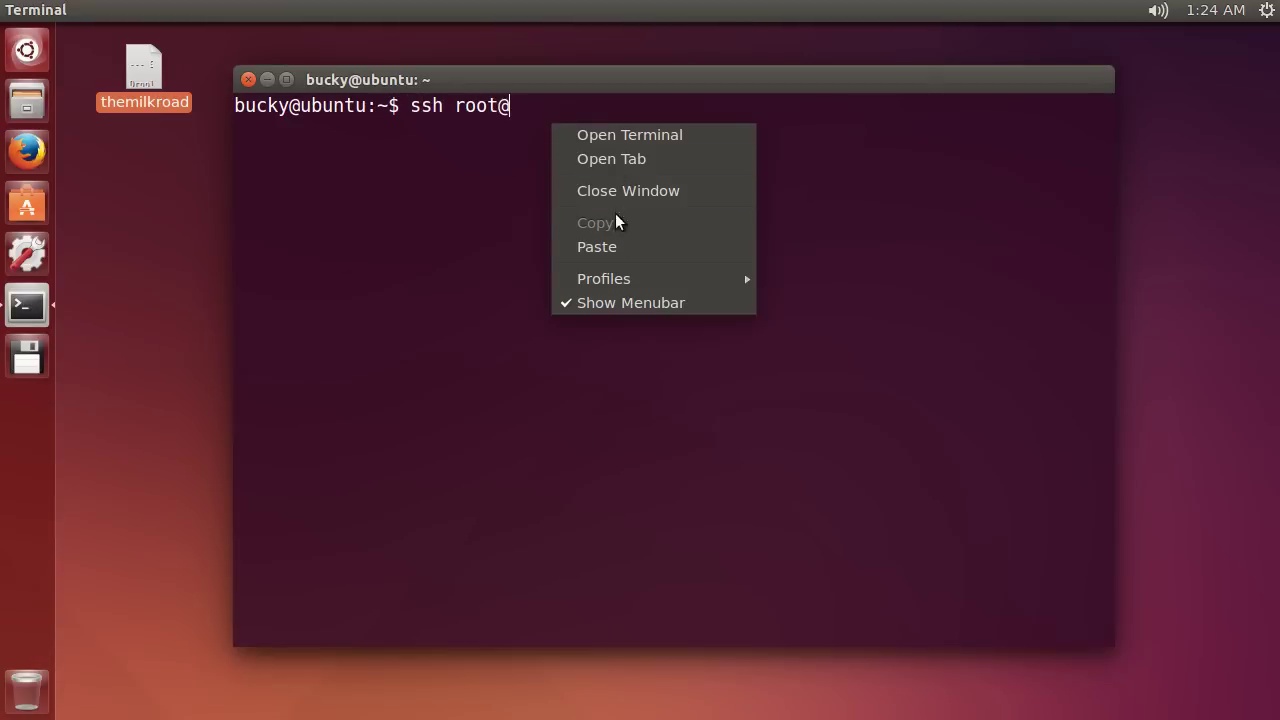 Terminal
1:24 AM
themilkroad
bucky@ubuntu: ~
bucky@ubuntu:~$ ssh root@
Open Terminal
Open Tab
Close Window
Copy
Paste
Profiles
Show Menubar